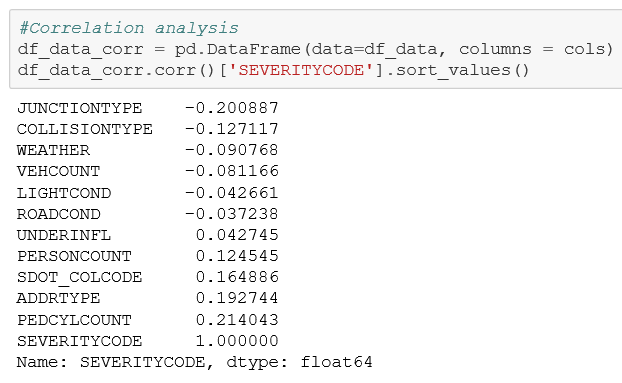 #Correlation analysis
df_data_corr = pd.DataFrame(data=df_data, columns = cols)
df_data_corr.corr()['SEVERITYCODE'].sort_values()
JUNCTIONTYPE    -0.200887
COLLISIONTYPE   -0.127117
WEATHER         -0.090768
VEHCOUNT        -0.081166
LIGHTCOND       -0.042661
ROADCOND        -0.037238
UNDERINFL        0.042745
PERSONCOUNT      0.124545
SDOT_COLCODE     0.164886
ADDRTYPE         0.192744
PEDCYLCOUNT      0.214043
SEVERITYCODE     1.000000
Name: SEVERITYCODE, dtype: float64